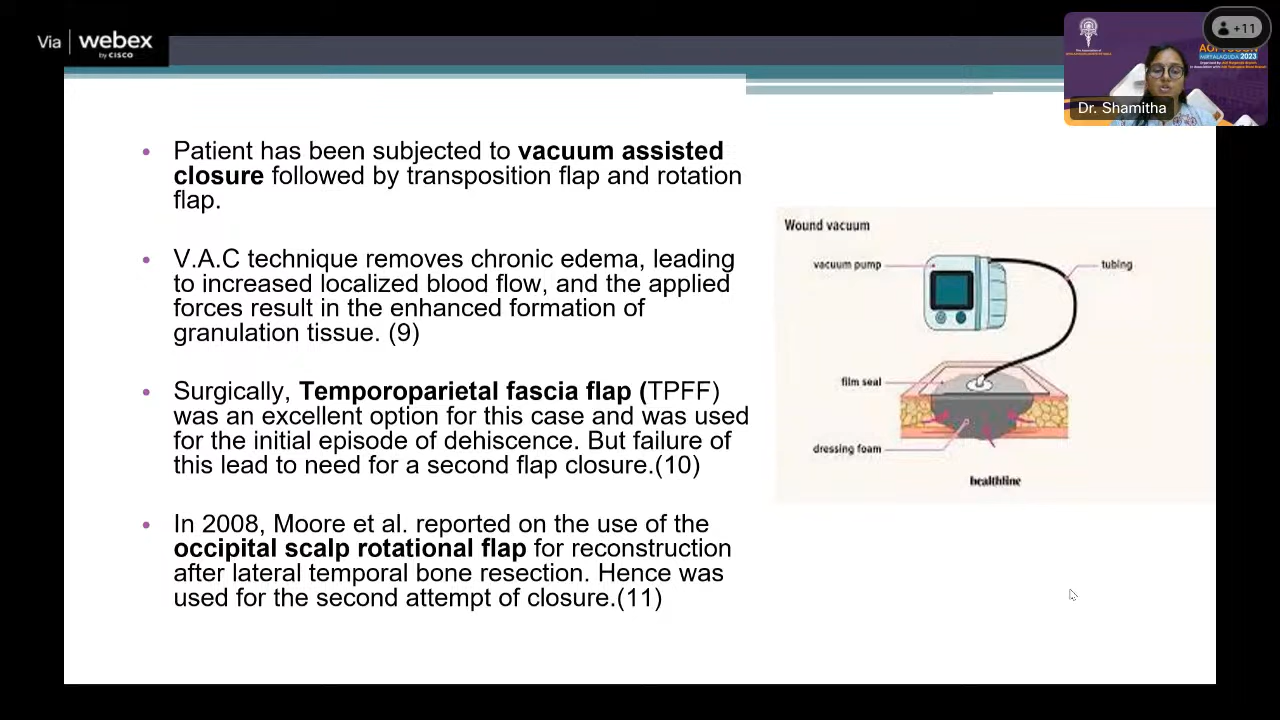 Via webex
by CISCO
+11
MIRYALAGUDA 2023
Dr. Shamitha
• Patient has been subjected to vacuum assisted
closure followed by transposition flap and rotation
flap.
• V.A.C technique removes chronic edema, leading
to increased localized blood flow, and the applied
forces result in the enhanced formation of
granulation tissue. (9)
• Surgically, Temporoparietal fascia flap (TPFF)
was an excellent option for this case and was used
for the initial episode of dehiscence. But failure of
this lead to need for a second flap closure.(10)
• In 2008, Moore et al. reported on the use of the
occipital scalp rotational flap for reconstruction
after lateral temporal bone resection. Hence was
used for the second attempt of closure.(11)
Wound vacuum
vacuum pump
tubing
film seal
dressing foam
healthline